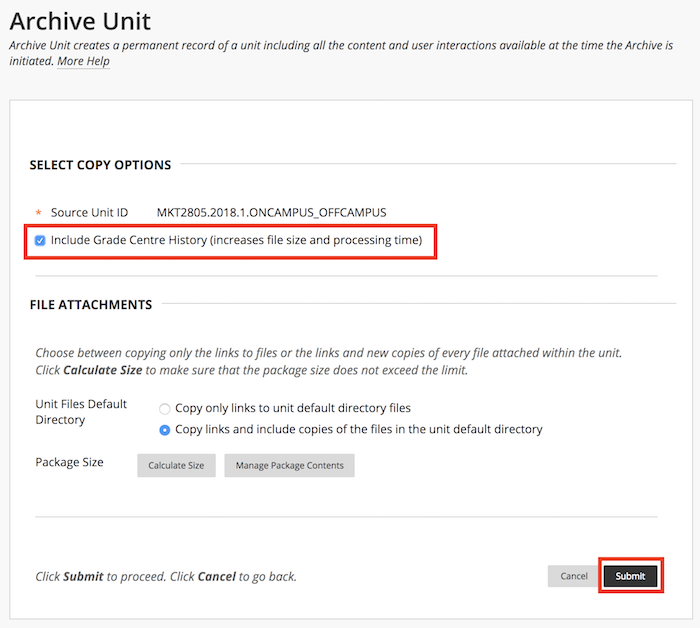 Archive Unit
Archive Unit creates a permanent record of a unit including all the content and user interactions available at the time the Archive is
initiated. More Help
SELECT COPY OPTIONS
* Source Unit ID MKT2805.2018.1.ONCAMPUS_OFFCAMPUS
Include Grade Centre History (increases file size and processing time)
FILE ATTACHMENTS
Choose between copying only the links to files or the links and new copies of every file attached within the unit.
Click Calculate Size to make sure that the package size does not exceed the limit.
Unit Files Default
Directory
Copy only links to unit default directory files
Copy links and include copies of the files in the unit default directory
Package Size Calculate Size Manage Package Contents
Click Submit to proceed. Click Cancel to go back. Cancel Submit